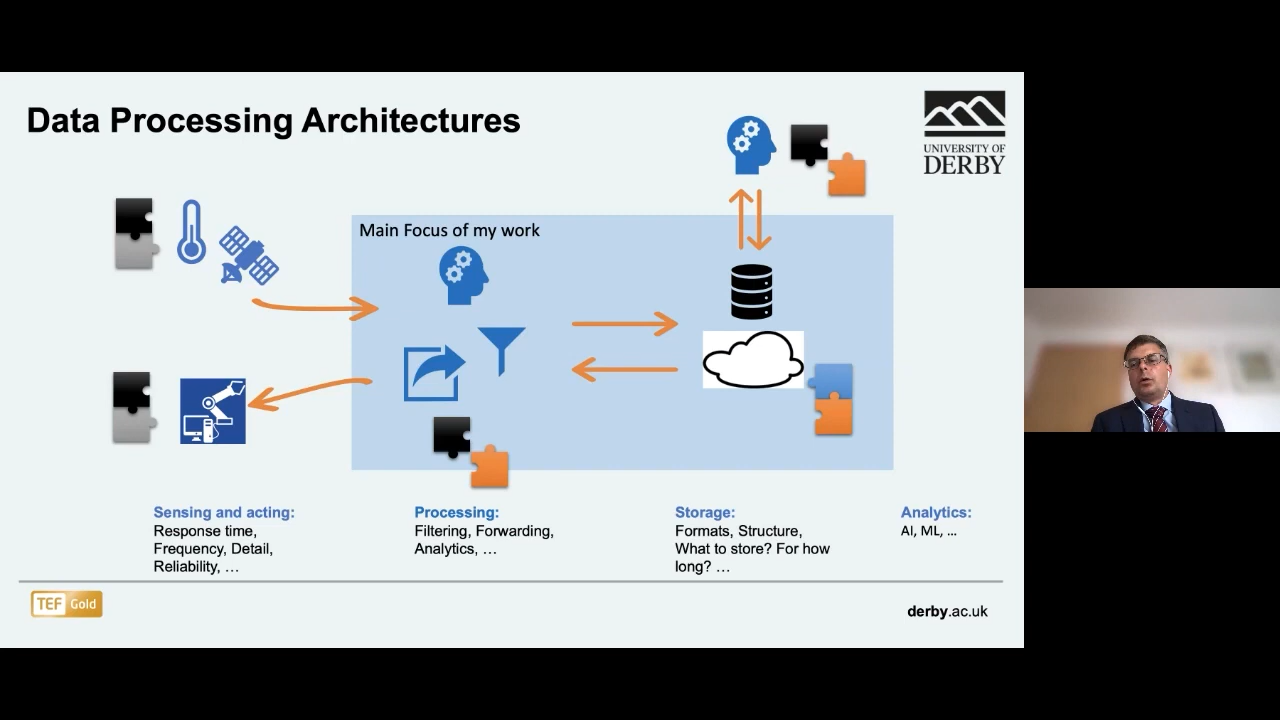 Data Processing Architectures
UNIVERSITY OF
DERBY
Main Focus of my work
Sensing and acting:
Response time,
Frequency, Detail,
Reliability, …
Processing:
Filtering, Forwarding,
Analytics, …
Storage:
Formats, Structure,
What to store? For how
long? …
Analytics:
AI, ML, …
TEF Gold
derby.ac.uk